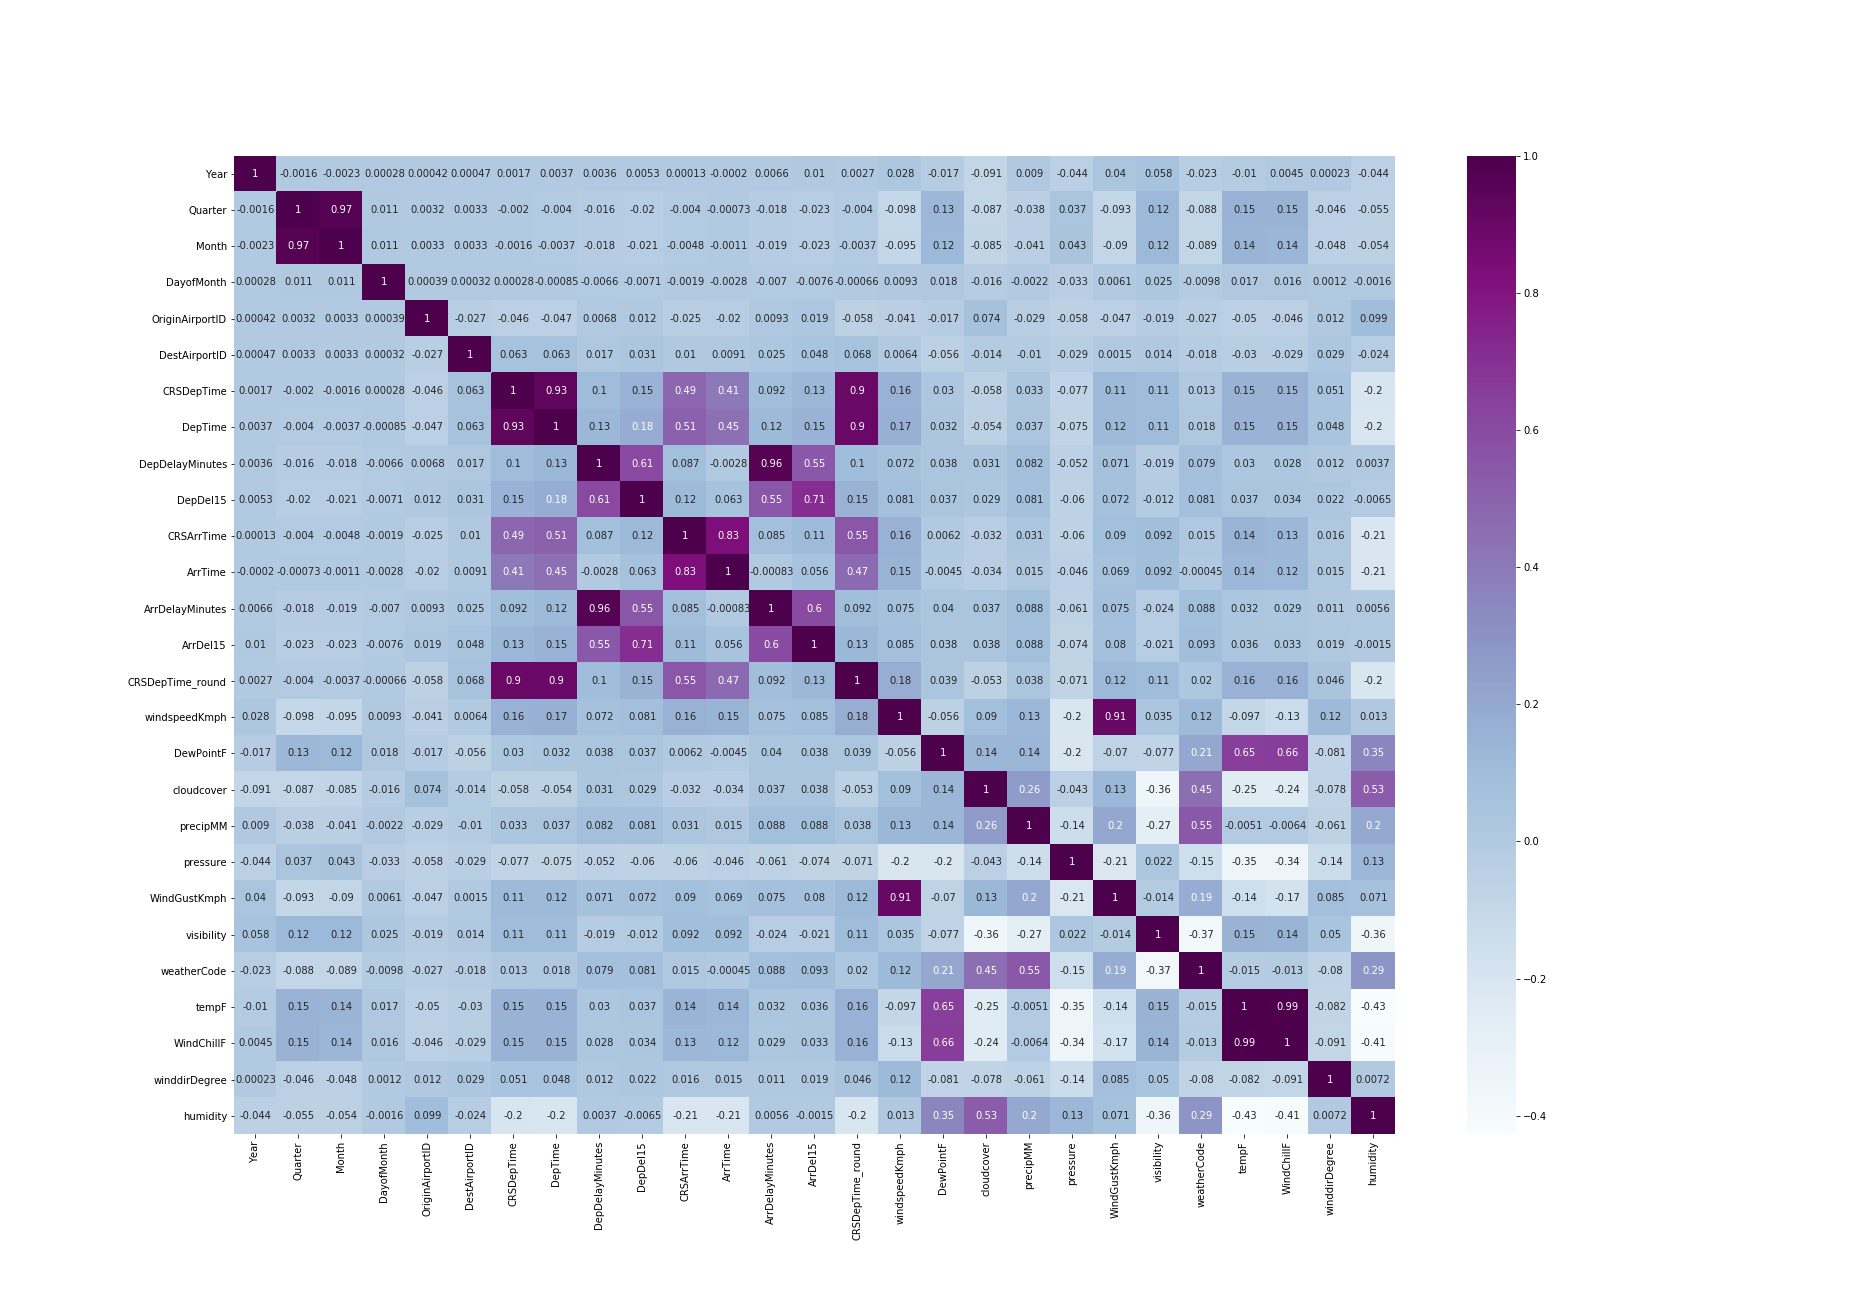 Year 1 -0.0016 -0.0023 0.00028 0.00042 0.00047 0.0017 0.0037 0.0036 0.0053 0.00013 -0.0002 0.0066 0.01 0.0027 0.028 -0.017 -0.091 0.009 -0.044 0.04 0.058 -0.023 -0.01 0.0045 0.00023 -0.044 1.0
Quarter -0.0016 1 0.97 0.011 0.0032 0.0033 -0.002 -0.004 -0.016 -0.02 -0.004 -0.00073 -0.018 -0.023 -0.004 -0.098 0.13 -0.087 -0.038 0.037 -0.093 0.12 -0.088 0.15 0.15 -0.046 -0.055
Month -0.0023 0.97 1 0.011 0.0033 0.0033 -0.0016 -0.0037 -0.018 -0.021 -0.0048 -0.0011 -0.019 -0.023 -0.0037 -0.095 0.12 -0.085 -0.041 0.043 -0.09 0.12 -0.089 0.14 0.14 -0.048 -0.054
DayofMonth 0.00028 0.011 0.011 1 0.00039 0.00032 0.00028 -0.00085 -0.0066 -0.0071 -0.0019 -0.0028 -0.007 -0.0076 -0.00066 0.0093 0.018 -0.016 -0.0022 -0.033 0.0061 0.025 -0.0098 0.017 0.016 0.0012 -0.0016
0.8
OriginAirportID 0.00042 0.0032 0.0033 0.00039 1 -0.027 -0.046 -0.047 0.0068 0.012 -0.025 -0.02 0.0093 0.019 -0.058 -0.041 -0.017 0.074 -0.029 -0.058 -0.047 -0.019 -0.027 -0.05 -0.046 0.012 0.099
DestAirportID 0.00047 0.0033 0.0033 0.00032 -0.027 1 0.063 0.063 0.017 0.031 0.01 0.0091 0.025 0.048 0.068 0.0064 -0.056 -0.014 -0.01 -0.029 0.0015 0.014 -0.018 -0.03 -0.029 0.029 -0.024
CRSDepTime 0.0017 -0.002 -0.0016 0.00028 -0.046 0.063 1 0.93 0.1 0.15 0.49 0.41 0.092 0.13 0.9 0.16 0.03 -0.058 0.033 -0.077 0.11 0.11 0.013 0.15 0.15 0.051 -0.2
DepTime 0.0037 -0.004 -0.0037 -0.00085 -0.047 0.063 0.93 1 0.13 0.18 0.51 0.45 0.12 0.15 0.9 0.17 0.032 -0.054 0.037 -0.075 0.12 0.11 0.018 0.15 0.15 0.048 -0.2
0.6
DepDelayMinutes 0.0036 -0.016 -0.018 -0.0066 0.0068 0.017 0.1 0.13 1 0.61 0.087 -0.0028 0.96 0.55 0.1 0.072 0.038 0.031 0.082 -0.052 0.071 -0.019 0.079 0.03 0.028 0.012 0.0037
DepDel15 0.0053 -0.02 -0.021 -0.0071 0.012 0.031 0.15 0.18 0.61 1 0.12 0.063 0.55 0.71 0.15 0.081 0.037 0.029 0.081 -0.06 0.072 -0.012 0.081 0.037 0.034 0.022 -0.0065
CRSArrTime 0.00013 -0.004 -0.0048 -0.0019 -0.025 0.01 0.49 0.51 0.087 0.12 1 0.83 0.085 0.11 0.55 0.16 0.0062 -0.032 0.031 -0.06 0.09 0.092 0.015 0.14 0.13 0.016 -0.21
ArrTime -0.0002 -0.00073 -0.0011 -0.0028 -0.02 0.0091 0.41 0.45 -0.0028 0.063 0.83 1 -0.00083 0.056 0.47 0.15 -0.0045 -0.034 0.015 -0.046 0.069 0.092 -0.00045 0.14 0.12 0.015 -0.21 0.4
ArrDelayMinutes 0.0066 -0.018 -0.019 -0.007 0.0093 0.025 0.092 0.12 0.96 0.55 0.085 -0.00083 1 0.6 0.092 0.075 0.04 0.037 0.088 -0.061 0.075 -0.024 0.088 0.032 0.029 0.011 0.0056
ArrDel15 0.01 -0.023 -0.023 -0.0076 0.019 0.048 0.13 0.15 0.55 0.71 0.11 0.056 0.6 1 0.13 0.085 0.038 0.038 0.088 -0.074 0.08 -0.021 0.093 0.036 0.033 0.019 -0.0015
CRSDepTime_round 0.0027 -0.004 -0.0037 -0.00066 -0.058 0.068 0.9 0.9 0.1 0.15 0.55 0.47 0.092 0.13 1 0.18 0.039 -0.053 0.038 -0.071 0.12 0.11 0.02 0.16 0.16 0.046 -0.2
0.2
windspeedKmph 0.028 -0.098 -0.095 0.0093 -0.041 0.0064 0.16 0.17 0.072 0.081 0.16 0.15 0.075 0.085 0.18 1 -0.056 0.09 0.13 -0.2 0.91 0.035 0.12 -0.097 -0.13 0.12 0.013
DewPointF -0.017 0.13 0.12 0.018 -0.017 -0.056 0.03 0.032 0.038 0.037 0.0062 -0.0045 0.04 0.038 0.039 -0.056 1 0.14 0.14 -0.2 -0.07 -0.077 0.21 0.65 0.66 -0.081 0.35
cloudcover -0.091 -0.087 -0.085 -0.016 0.074 -0.014 -0.058 -0.054 0.031 0.029 -0.032 -0.034 0.037 0.038 -0.053 0.09 0.14 1 0.26 -0.043 0.13 -0.36 0.45 -0.25 -0.24 -0.078 0.53
precipMM 0.009 -0.038 -0.041 -0.0022 -0.029 -0.01 0.033 0.037 0.082 0.081 0.031 0.015 0.088 0.088 0.038 0.13 0.14 0.26 1 -0.14 0.2 -0.27 0.55 -0.0051 -0.0064 -0.061 0.2
0.0
pressure -0.044 0.037 0.043 -0.033 -0.058 -0.029 -0.077 -0.075 -0.052 -0.06 -0.06 -0.046 -0.061 -0.074 -0.071 -0.2 -0.2 -0.043 -0.14 1 -0.21 0.022 -0.15 -0.35 -0.34 -0.14 0.13
WindGustKmph 0.04 -0.093 -0.09 0.0061 -0.047 0.0015 0.11 0.12 0.071 0.072 0.09 0.069 0.075 0.08 0.12 0.91 -0.07 0.13 0.2 -0.21 1 -0.014 0.19 -0.14 -0.17 0.085 0.071
visibility 0.058 0.12 0.12 0.025 -0.019 0.014 0.11 0.11 -0.019 -0.012 0.092 0.092 -0.024 -0.021 0.11 0.035 -0.077 -0.36 -0.27 0.022 -0.014 1 -0.37 0.15 0.14 0.05 -0.36
weatherCode -0.023 -0.088 -0.089 -0.0098 -0.027 -0.018 0.013 0.018 0.079 0.081 0.015 -0.00045 0.088 0.093 0.02 0.12 0.21 0.45 0.55 -0.15 0.19 -0.37 1 -0.015 -0.013 -0.08 0.29
−0.2
tempF -0.01 0.15 0.14 0.017 -0.05 -0.03 0.15 0.15 0.03 0.037 0.14 0.14 0.032 0.036 0.16 -0.097 0.65 -0.25 -0.0051 -0.35 -0.14 0.15 -0.015 1 0.99 -0.082 -0.43
WindChillF 0.0045 0.15 0.14 0.016 -0.046 -0.029 0.15 0.15 0.028 0.034 0.13 0.12 0.029 0.033 0.16 -0.13 0.66 -0.24 -0.0064 -0.34 -0.17 0.14 -0.013 0.99 1 -0.091 -0.41
winddirDegree 0.00023 -0.046 -0.048 0.0012 0.012 0.029 0.051 0.048 0.012 0.022 0.016 0.015 0.011 0.019 0.046 0.12 -0.081 -0.078 -0.061 -0.14 0.085 0.05 -0.08 -0.082 -0.091 1 0.0072
humidity -0.044 -0.055 -0.054 -0.0016 0.099 -0.024 -0.2 -0.2 0.0037 -0.0065 -0.21 -0.21 0.0056 -0.0015 -0.2 0.013 0.35 0.53 0.2 0.13 0.071 -0.36 0.29 -0.43 -0.41 0.0072 1 −0.4
Year
Quarter
Month
DayofMonth
OriginAirportID
DestAirportID
CRSDepTime
DepTime
DepDelayMinutes
DepDel15
CRSArrTime
ArrTime
ArrDelayMinutes
ArrDel15
CRSDepTime_round
windspeedKmph
DewPointF
cloudcover
precipMM
pressure
WindGustKmph
visibility
weatherCode
tempF
WindChillF
winddirDegree
humidity